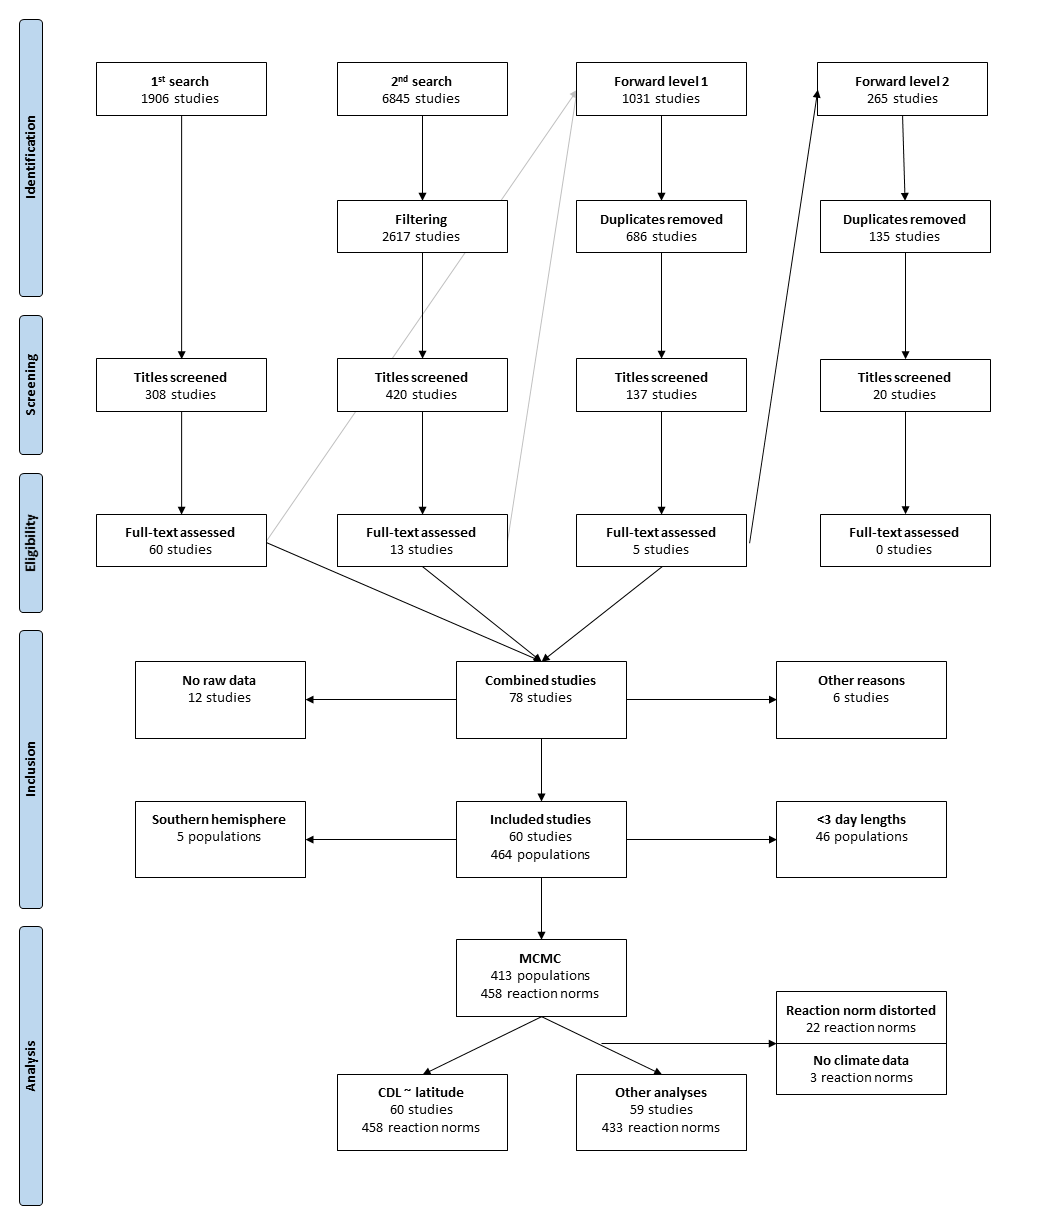 Identification
1st search
1906 studies
2nd search
6845 studies
Forward level 1
1031 studies
Forward level 2
265 studies
Filtering
2617 studies
Duplicates removed
686 studies
Duplicates removed
135 studies
Screening
Titles screened
308 studies
Titles screened
420 studies
Titles screened
137 studies
Titles screened
20 studies
Eligibility
Full-text assessed
60 studies
Full-text assessed
13 studies
Full-text assessed
5 studies
Full-text assessed
0 studies
Inclusion
No raw data
12 studies
Combined studies
78 studies
Other reasons
6 studies
Southern hemisphere
5 populations
Included studies
60 studies
464 populations
<3 day lengths
46 populations
Analysis
MCMC
413 populations
458 reaction norms
Reaction norm distorted
22 reaction norms
No climate data
3 reaction norms
CDL ~ latitude
60 studies
458 reaction norms
Other analyses
59 studies
433 reaction norms